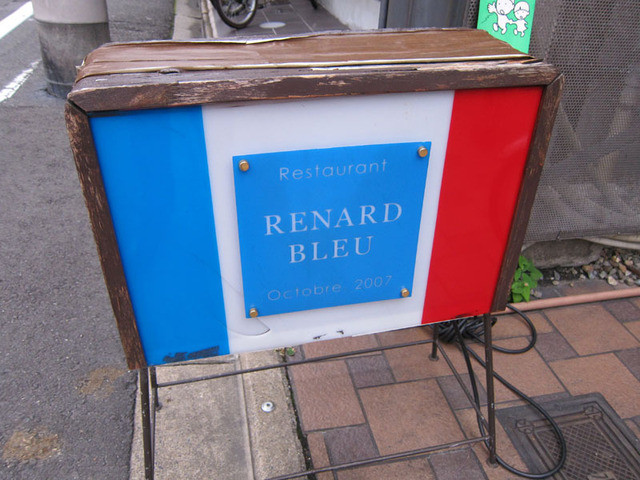 Restaurant
RENARD
BLEU
Octobre 2007